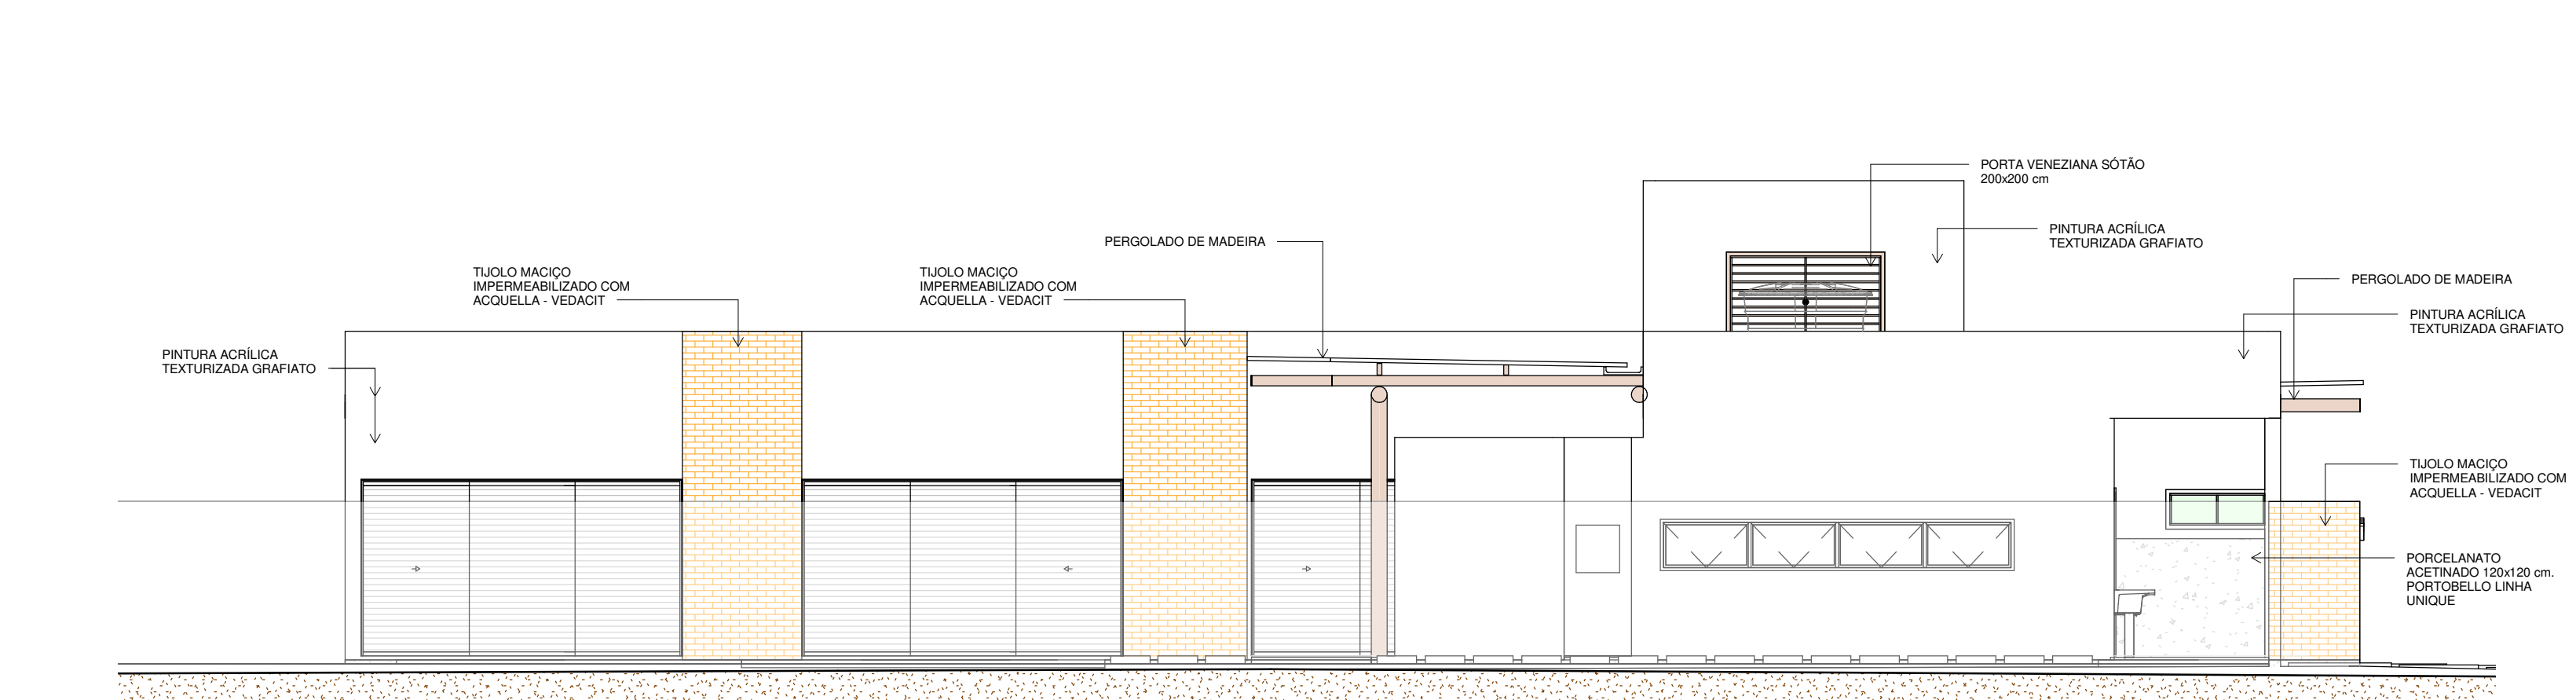 PORTA VENEZIANA SÓTÃO
200x200 cm
PINTURA ACRÍLICA
TEXTURIZADA GRAFIATO
PERGOLADO DE MADEIRA
TIJOLO MACIÇO
IMPERMEABILIZADO COM
ACQUELLA - VEDACIT
TIJOLO MACIÇO
IMPERMEABILIZADO COM
ACQUELLA - VEDACIT
PERGOLADO DE MADEIRA
PINTURA ACRÍLICA
TEXTURIZADA GRAFIATO
PINTURA ACRÍLICA
TEXTURIZADA GRAFIATO
TIJOLO MACIÇO
IMPERMEABILIZADO COM
ACQUELLA - VEDACIT
PORCELANATO
ACETINADO 120x120 cm.
PORTOBELLO LINHA
UNIQUE